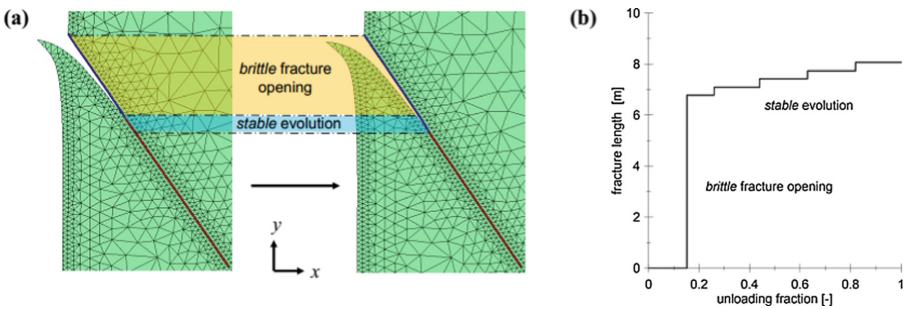 (a)
brittle fracture
opening
stable evolution
y
x
(b)
fracture length [m]
10
8
6
4
2
0
stable evolution
brittle fracture opening
0 0.2 0.4 0.6 0.8 1
unloading fraction [-]